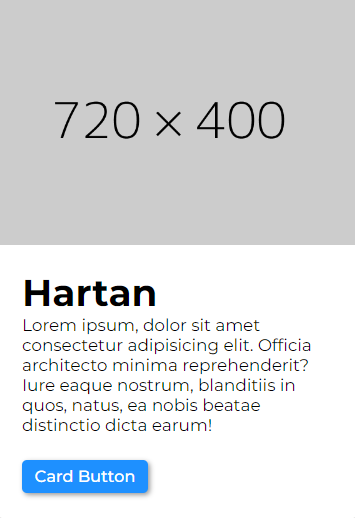 720 × 400
Hartan
Lorem ipsum, dolor sit amet
consectetur adipisicing elit. Officia
architecto minima reprehenderit?
Iure eaque nostrum, blanditiis in
quos, natus, ea nobis beatae
distinctio dicta earum!
Card Button